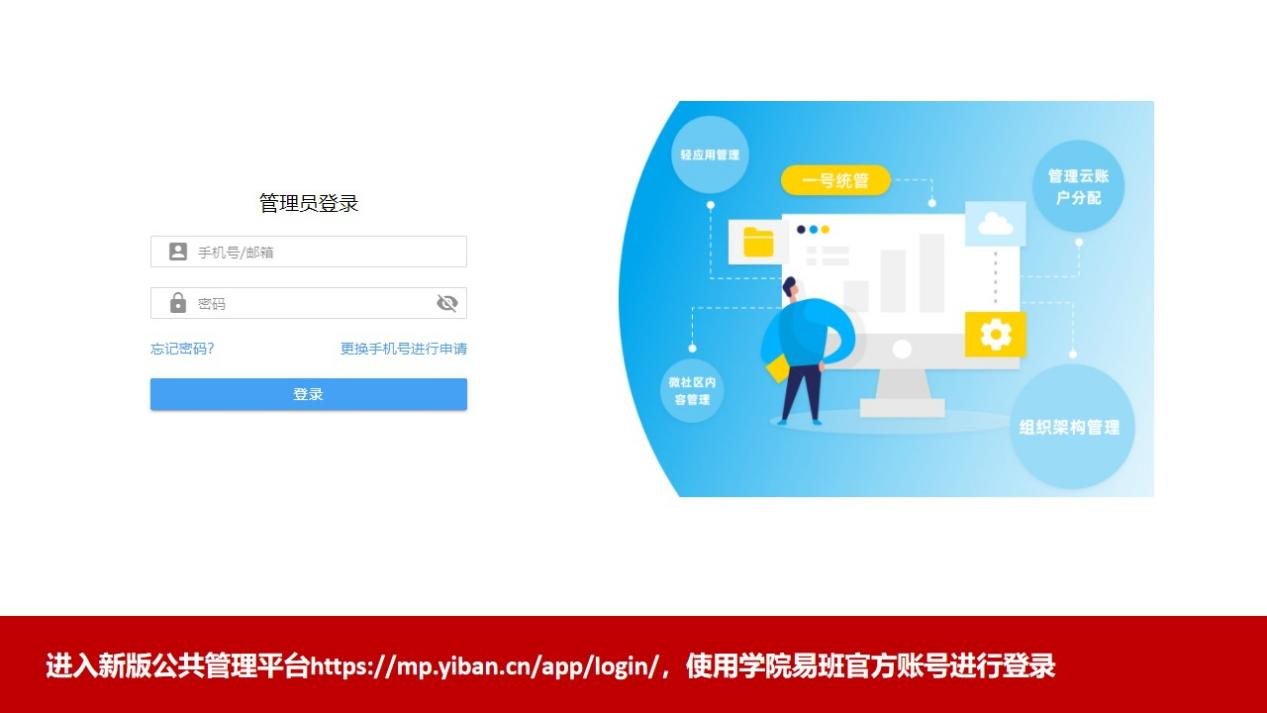 管理员登录
手机号/邮箱
密码
忘记密码?
更换手机号进行申请
登录
轻应用管理
一号统管
管理云账
户分配
微社区内
容管理
组织架构管理
进入新版公共管理平台https://mp.yiban.cn/app/login/，使用学院易班官方账号进行登录